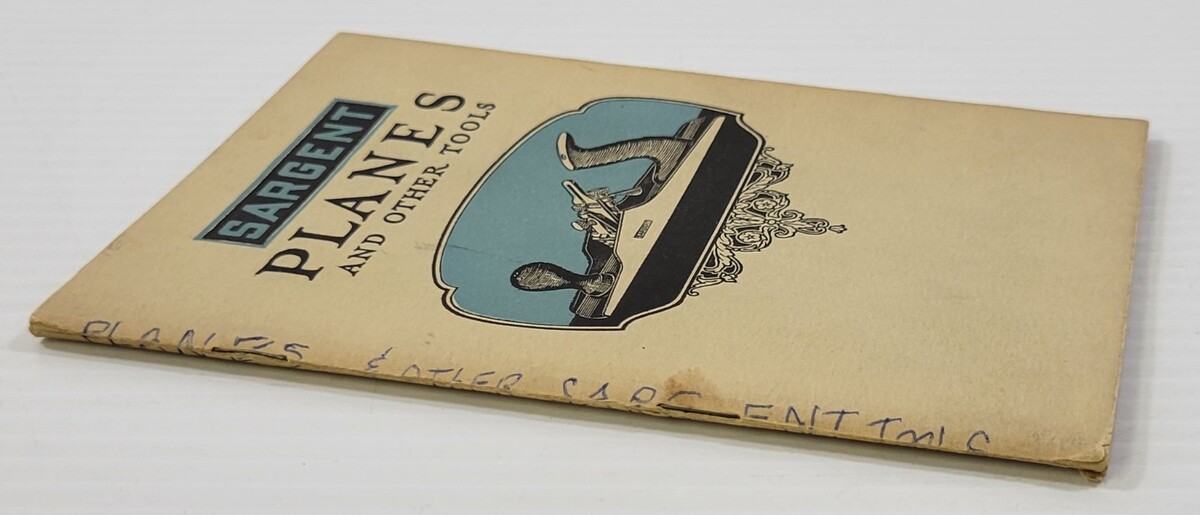 SARGENT
PLANES
AND OTHER TOOLS
PLANES & OTHER SARGENT TOOLS